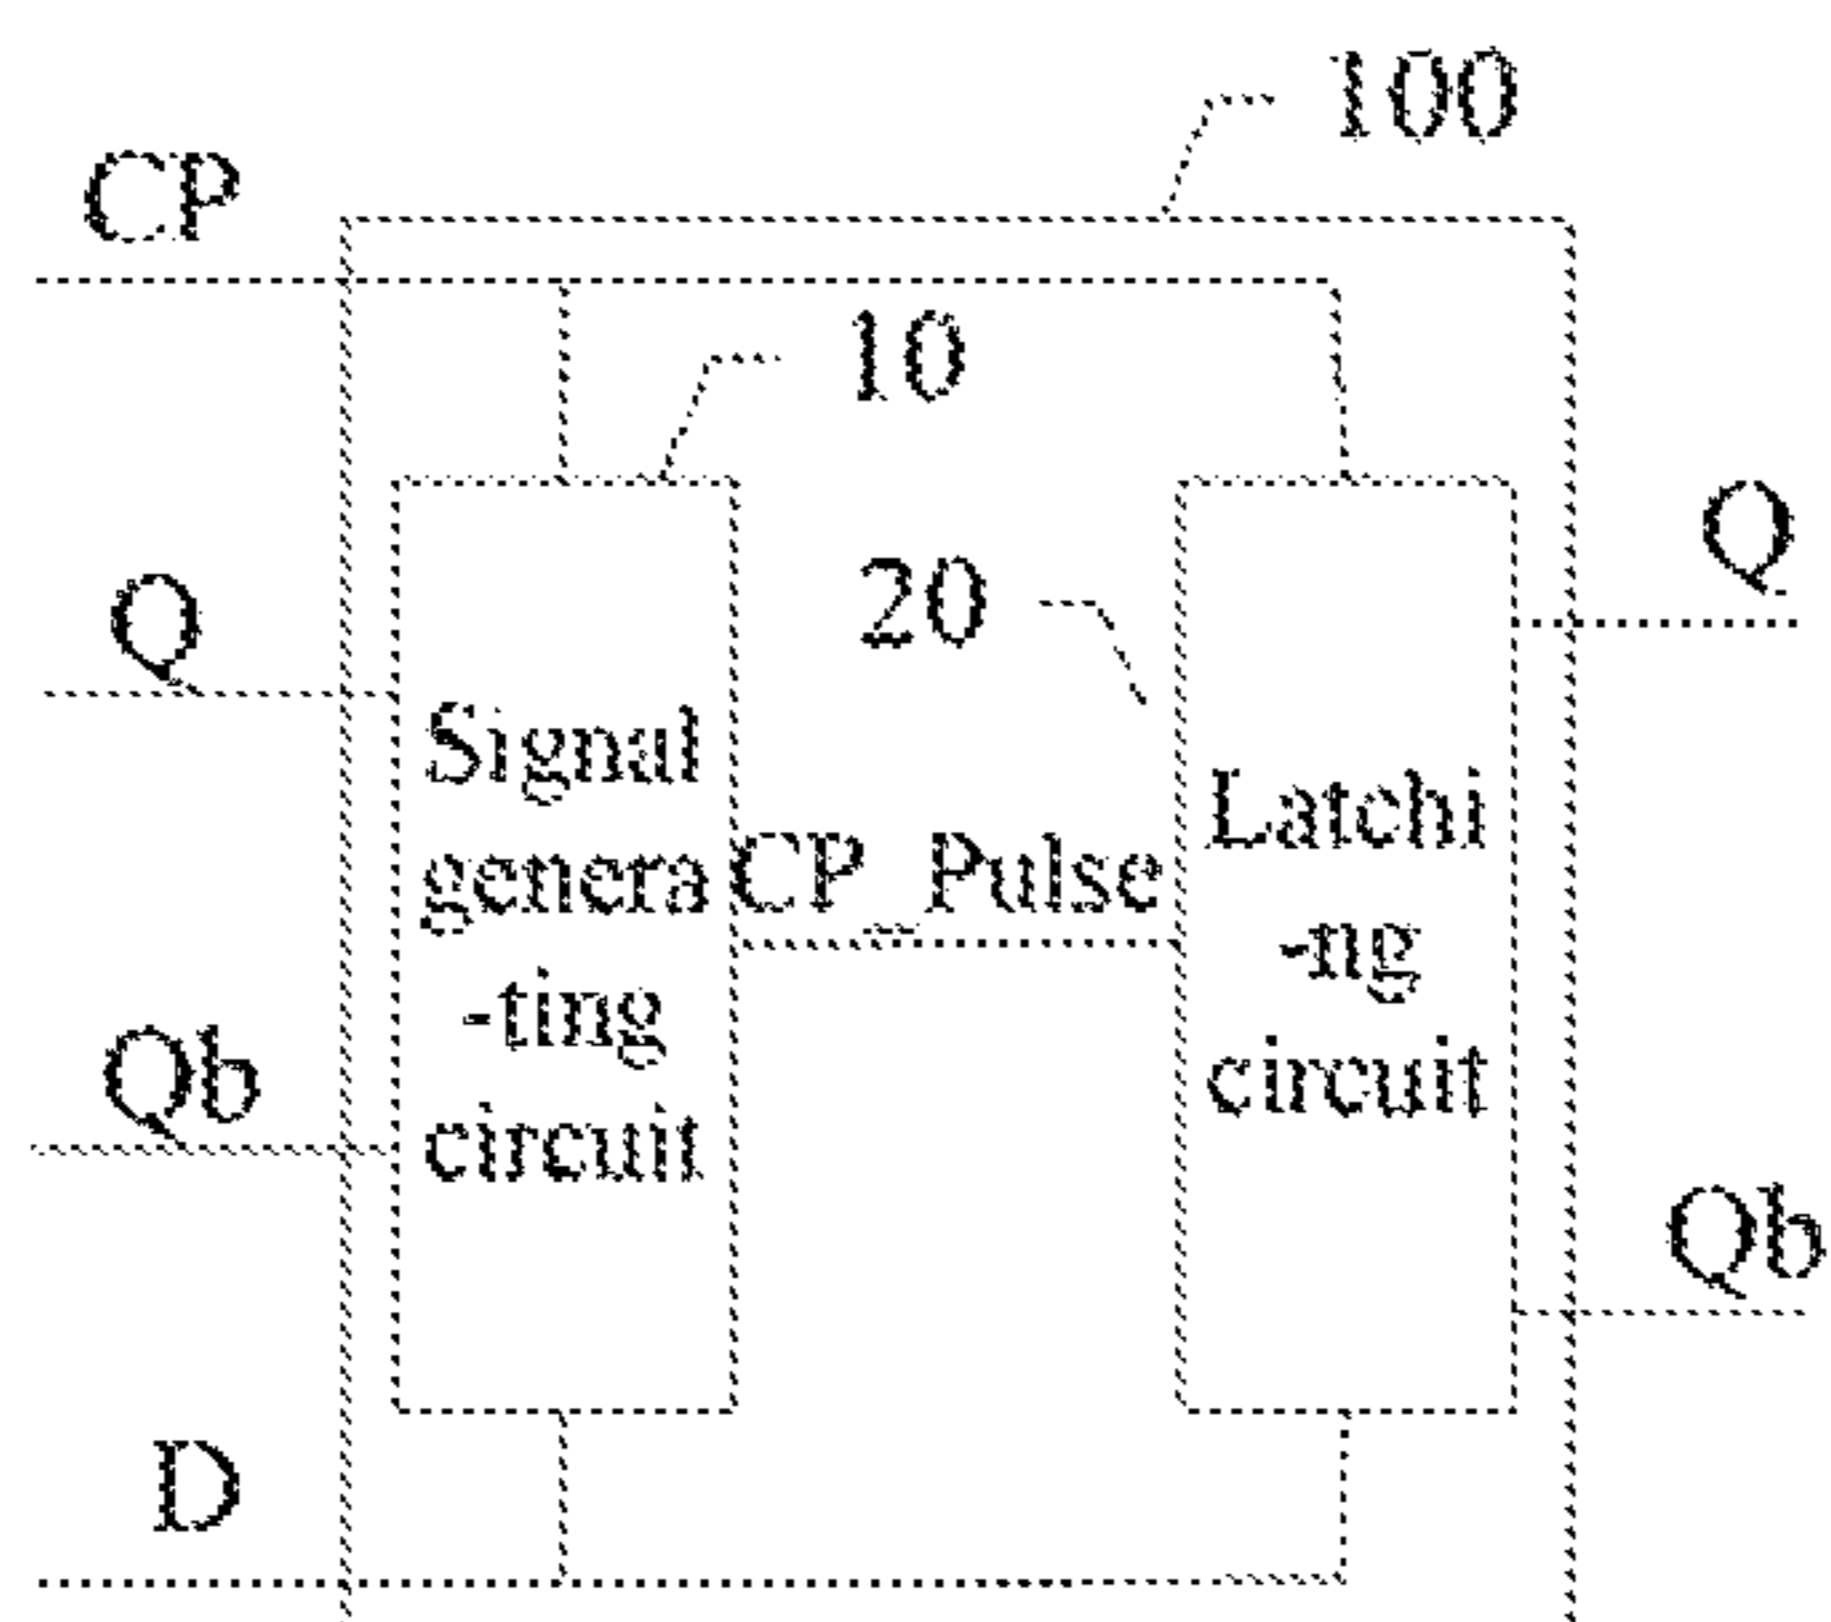 100
CP
10
Q
20
Q
Signal
genera
-ting
circuit
CP_Pulse
Latchi
-ng
circuit
Qb
Qb
D